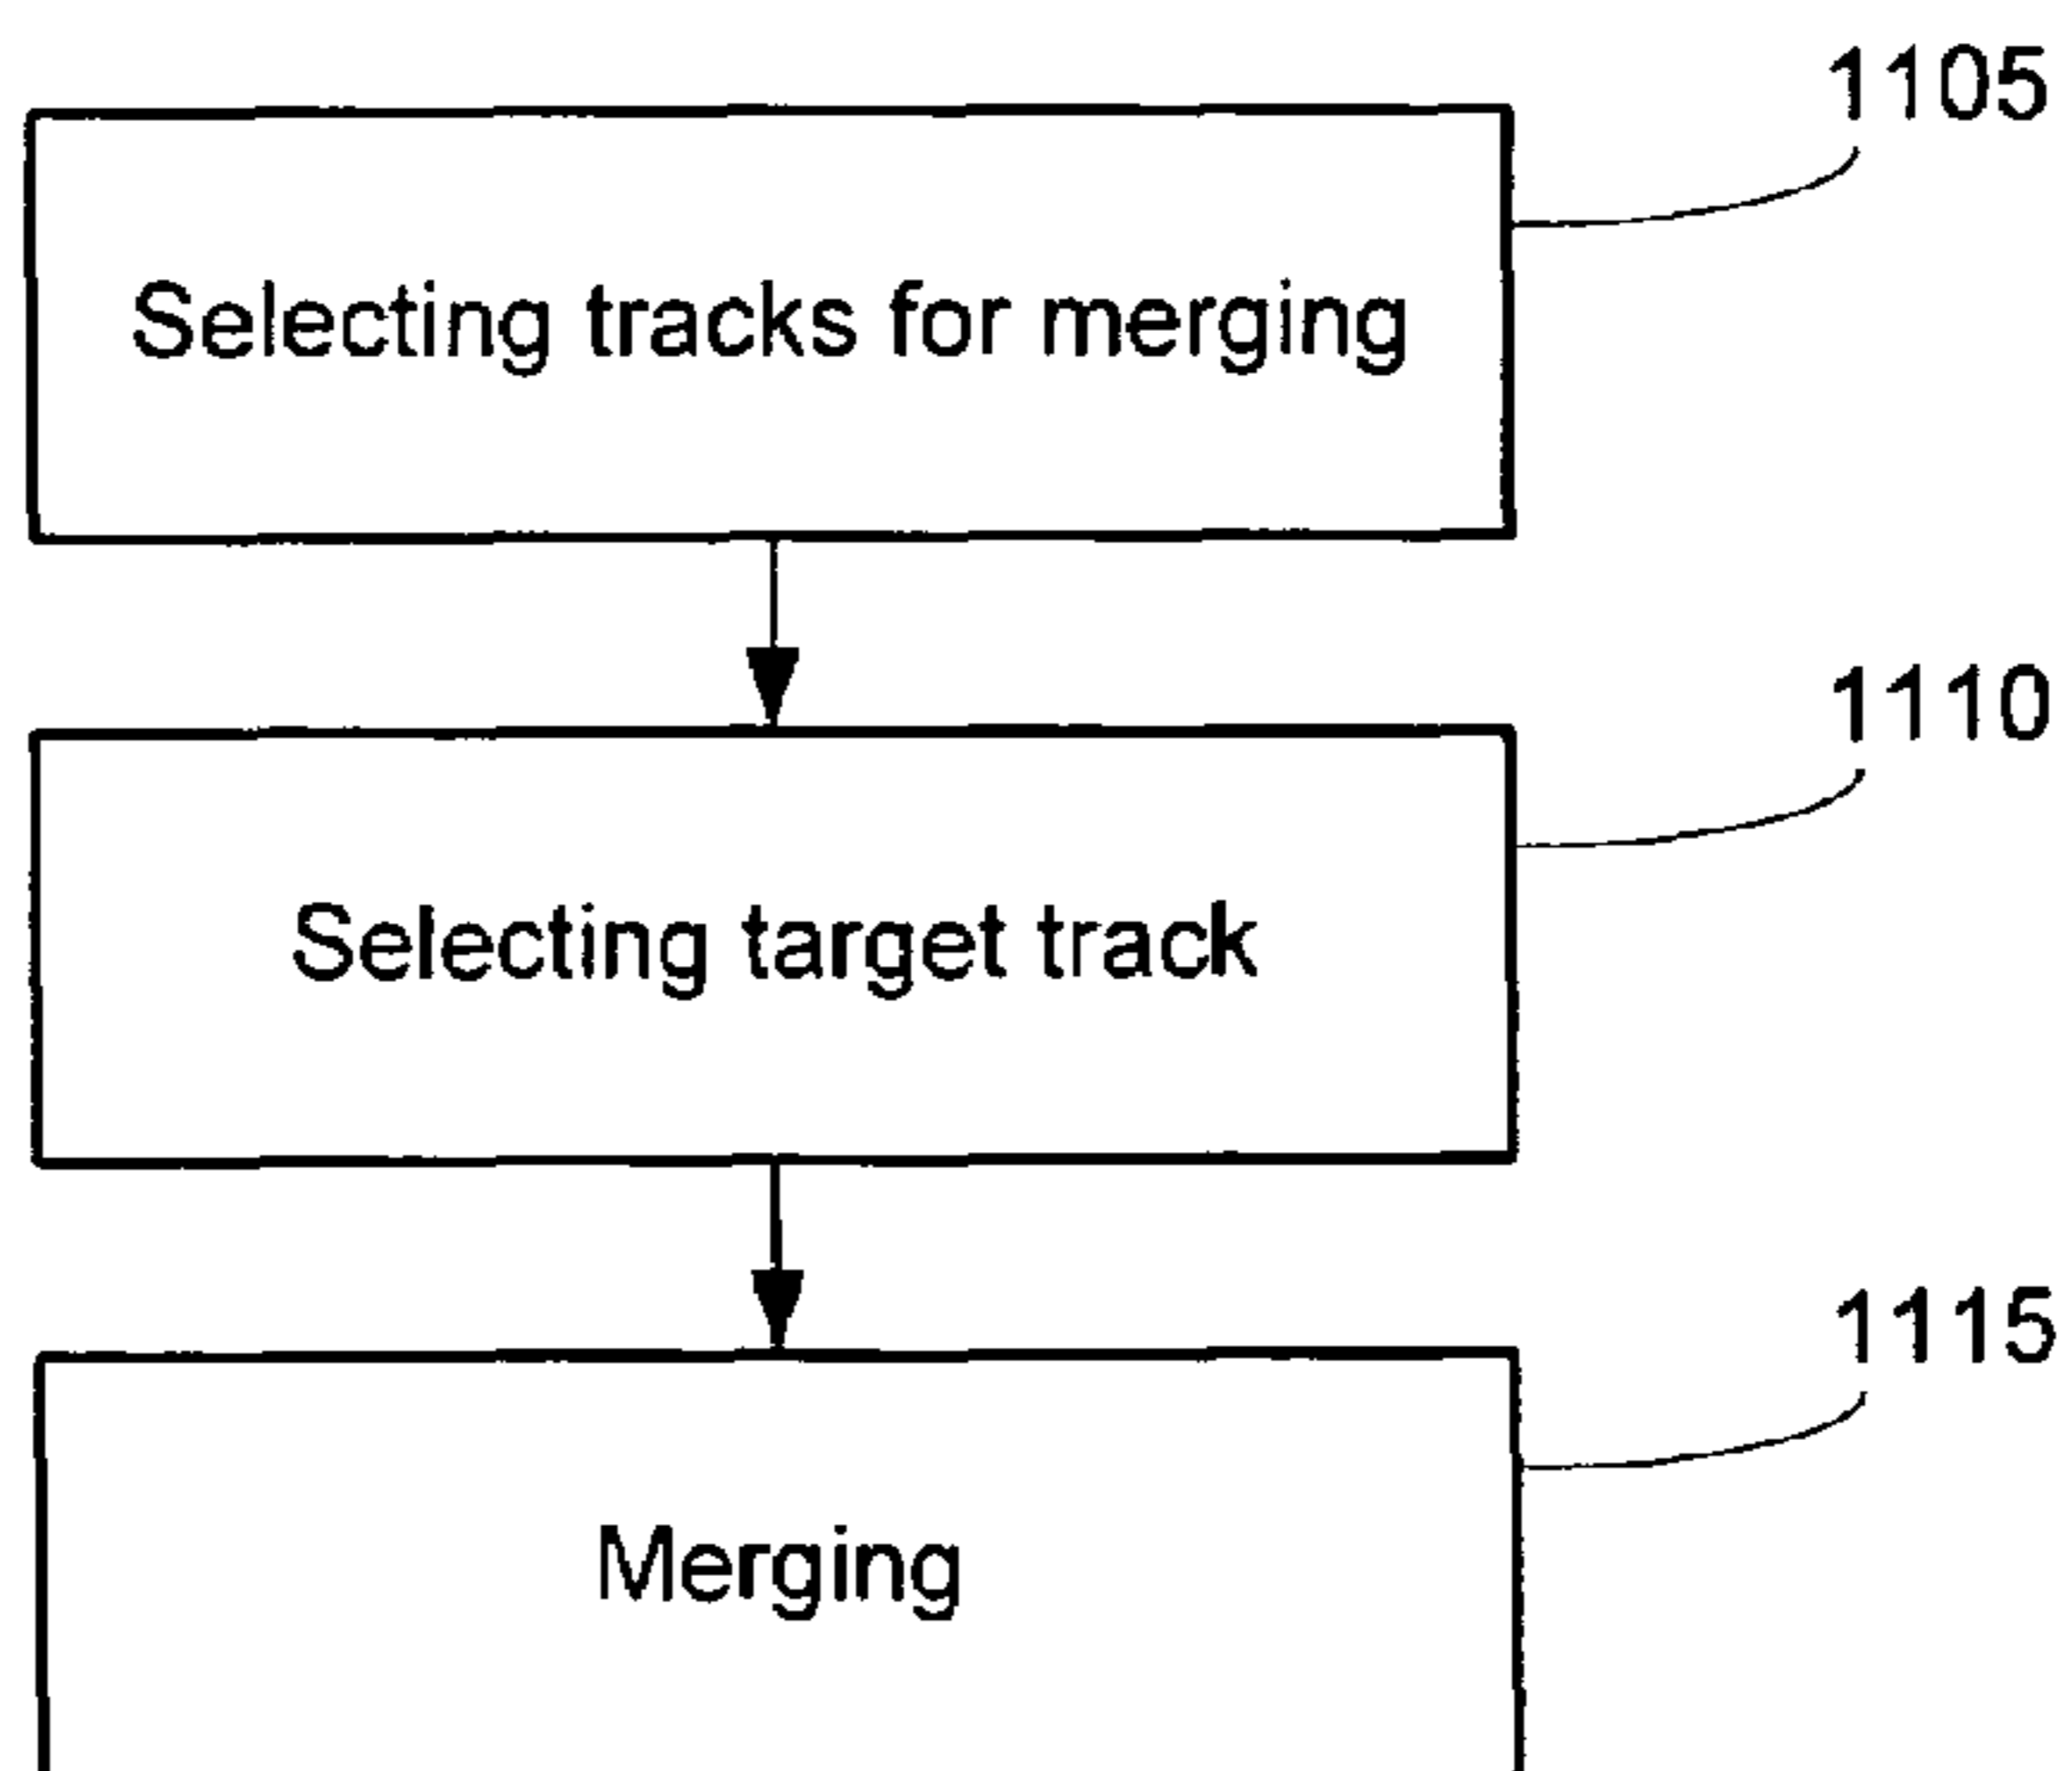 1105
Selecting tracks for merging
1110
Selecting target track
1115
Merging